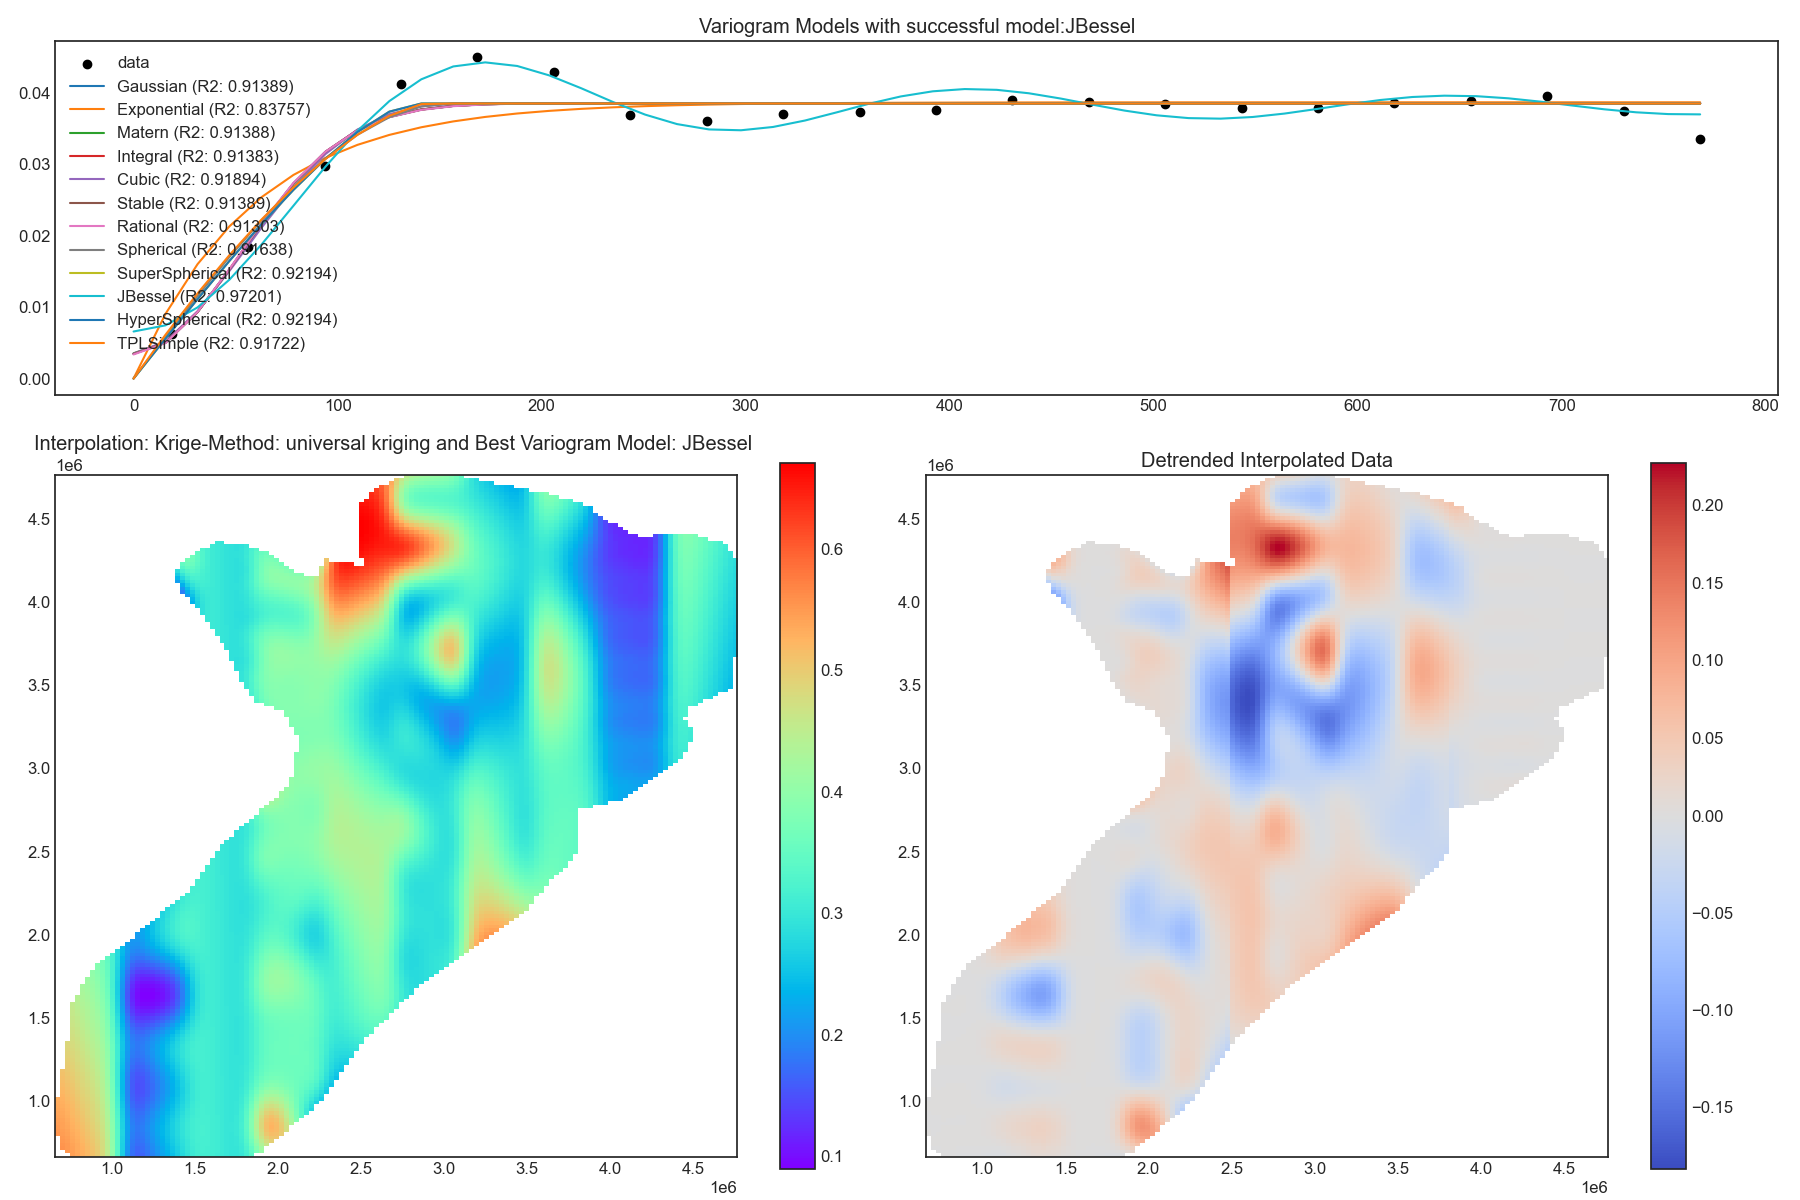 Variogram Models with successful model:JBessel
data
Gaussian (R2: 0.91389)
Exponential (R2: 0.83757)
Matern (R2: 0.91388)
Integral (R2: 0.91383)
Cubic (R2: 0.91894)
Stable (R2: 0.91389)
Rational (R2: 0.91303)
Spherical (R2: 0.91638)
SuperSpherical (R2: 0.92194)
JBessel (R2: 0.97201)
HyperSpherical (R2: 0.92194)
TPLSimple (R2: 0.91722)
0.04
0.03
0.02
0.01
0.00
0 100 200 300 400 500 600 700 800
Interpolation: Krige-Method: universal kriging and Best Variogram Model: JBessel
1e6
4.5
4.0
3.5
3.0
2.5
2.0
1.5
1.0
1.0 1.5 2.0 2.5 3.0 3.5 4.0 4.5
1e6
0.6
0.5
0.4
0.3
0.2
0.1
Detrended Interpolated Data
1e6
4.5
4.0
3.5
3.0
2.5
2.0
1.5
1.0
1.0 1.5 2.0 2.5 3.0 3.5 4.0 4.5
1e6
0.20
0.15
0.10
0.05
0.00
−0.05
−0.10
−0.15